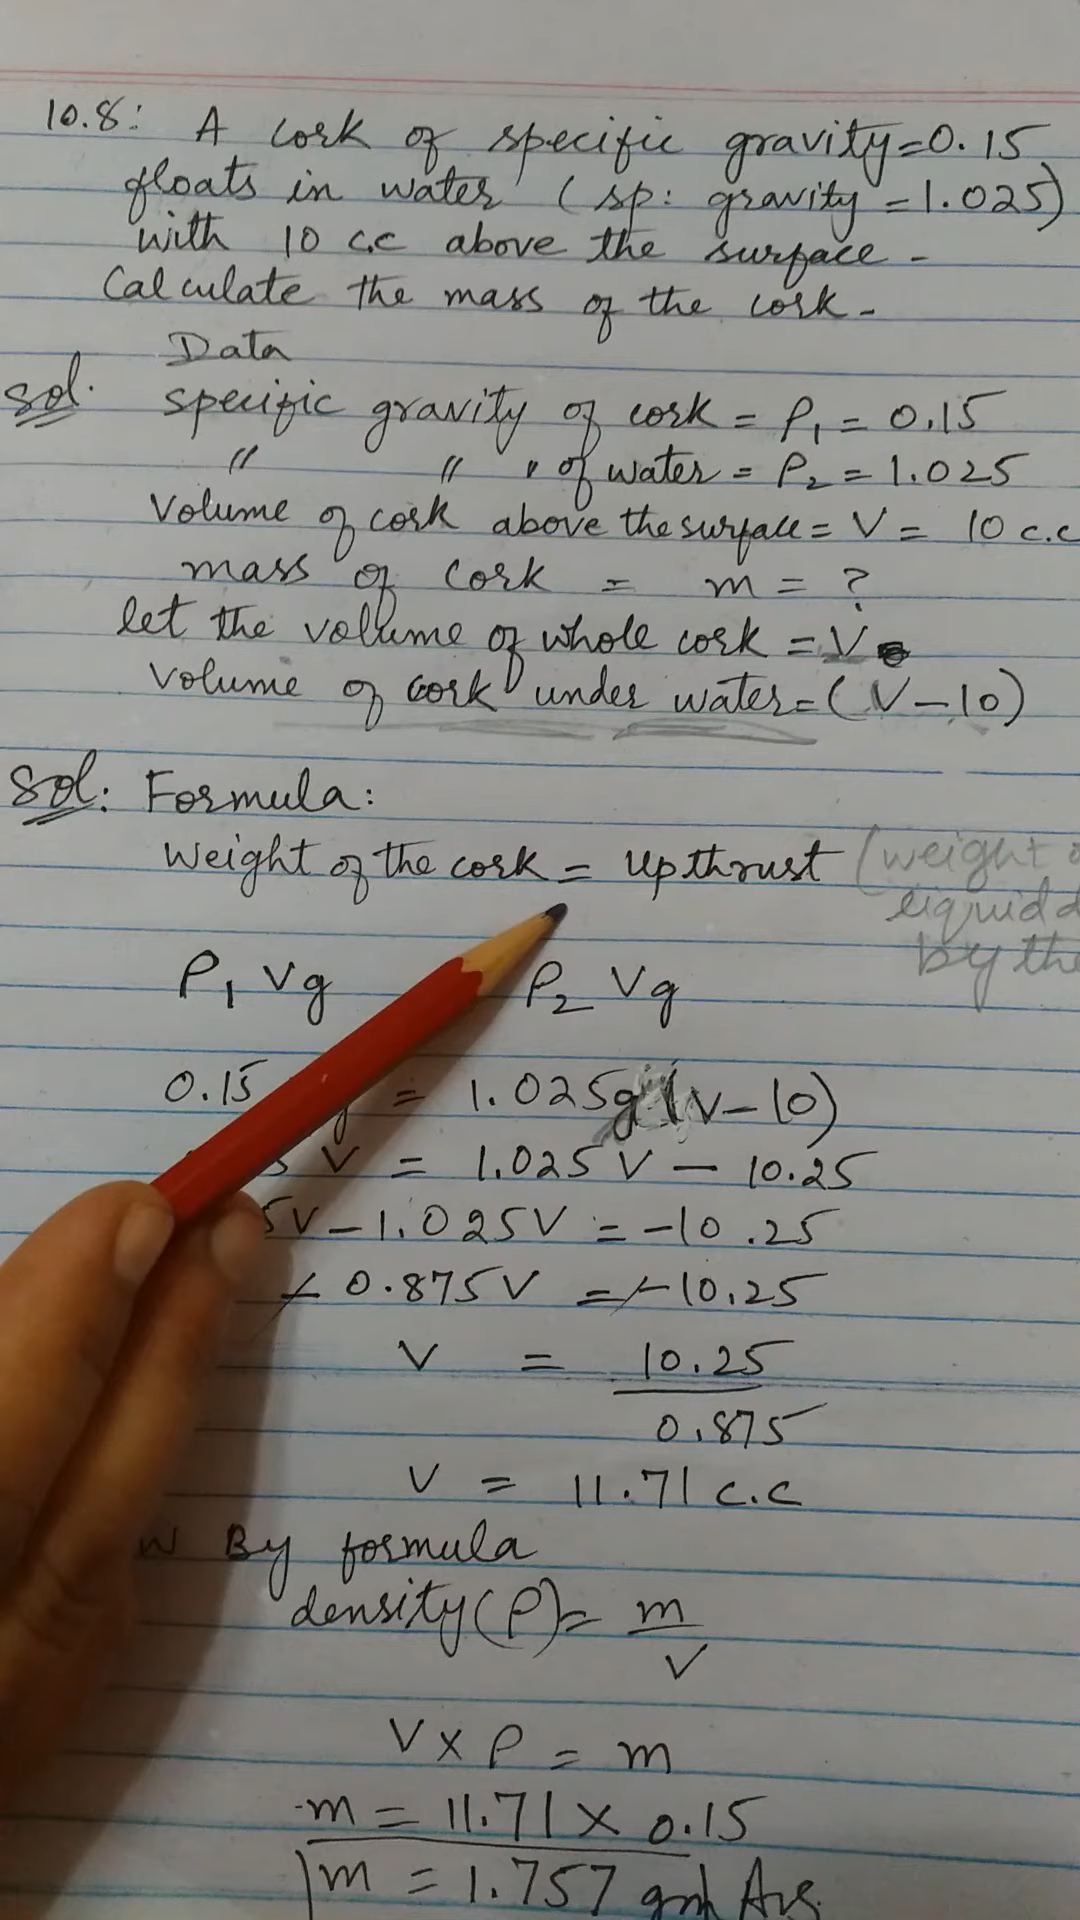 10.8: A cork of specific gravity=0.15
floats in water (sp: gravity =1.025)
with 10 c.c above the surface -
Calculate the mass of the cork -
Data
Sol. specific gravity of cork = ρ₁ = 0.15
" " " of water = ρ₂ = 1.025
Volume of cork above the surface = V = 10 c.c
mass of cork = m = ?
let the volume of whole cork = V
Volume of cork under water = (V-10)
Sol: Formula:
Weight of the cork = upthrust (weight
liquid
by the
ρ₁ Vg ρ₂ Vg
0.15 = 1.025g (V-10)
V = 1.025 V - 10.25
5V - 1.025V = -10.25
- 0.875V = -10.25
V = 10.25
0.875
V = 11.71 c.c
By formula
density (ρ) = m
V
V x ρ = m
m = 11.71 x 0.15
m = 1.757 gm Ans.